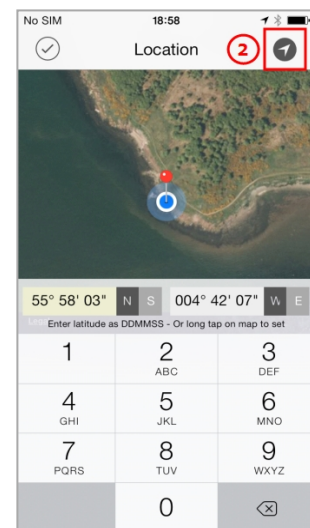 No SIM 18:58
Location 2
55° 58' 03" N S 004° 42' 07" W E
Enter latitude as DDMMSS - Or long tap on map to set
1 2 3
ABC DEF
4 5 6
GHI JKL MNO
7 8 9
PQRS TUV WXYZ
0